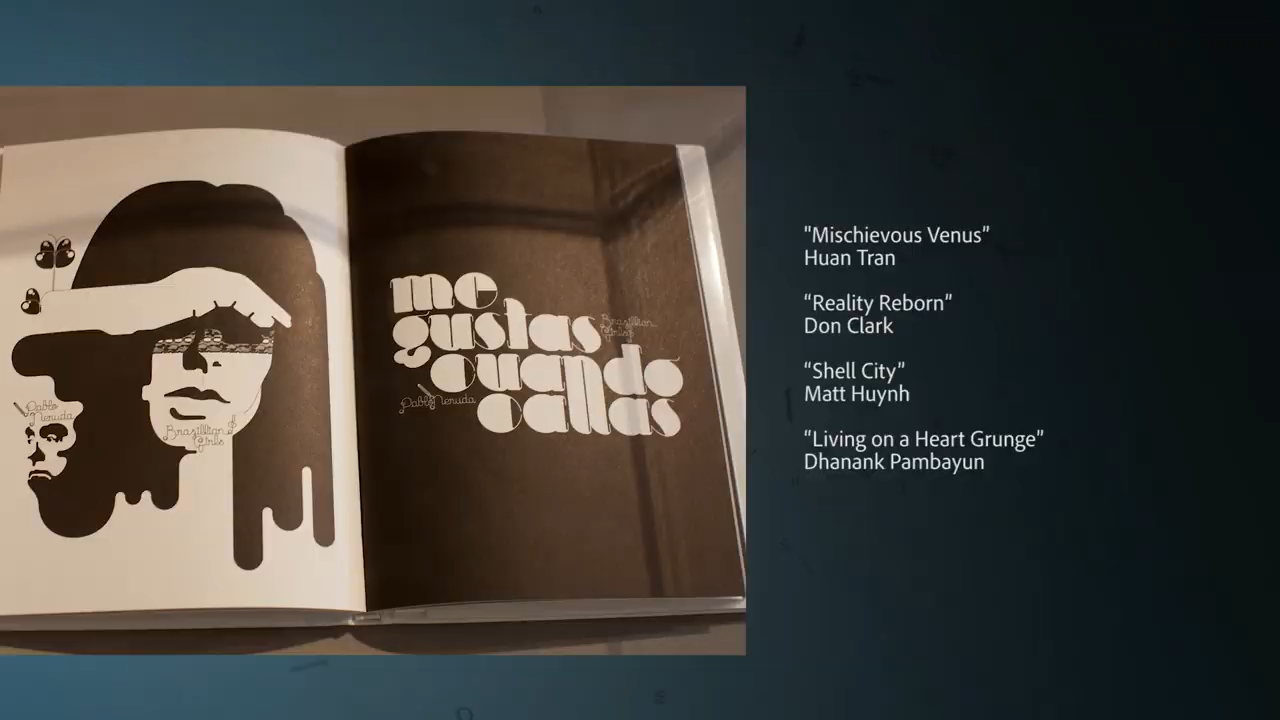 Pablo
Neruda
Brazillian
Girls
me
gustas
Brazillian
Girls
cuando
Pablo Neruda
callas
"Mischievous Venus"
Huan Tran
"Reality Reborn"
Don Clark
"Shell City"
Matt Huynh
"Living on a Heart Grunge"
Dhanank Pambayun